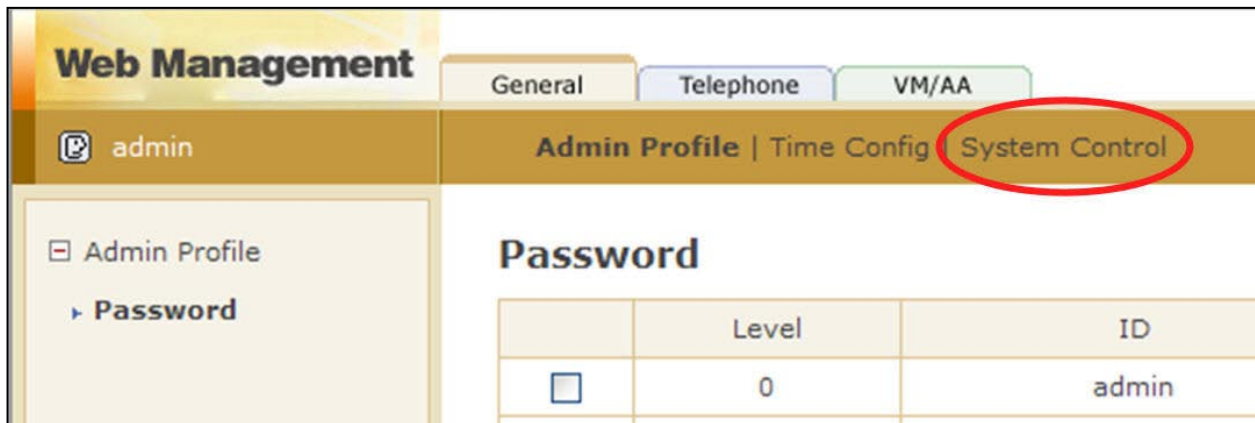 Web Management
General Telephone VM/AA
admin
Admin Profile | Time Config | System Control
Admin Profile
Password
Password
Level ID
0 admin